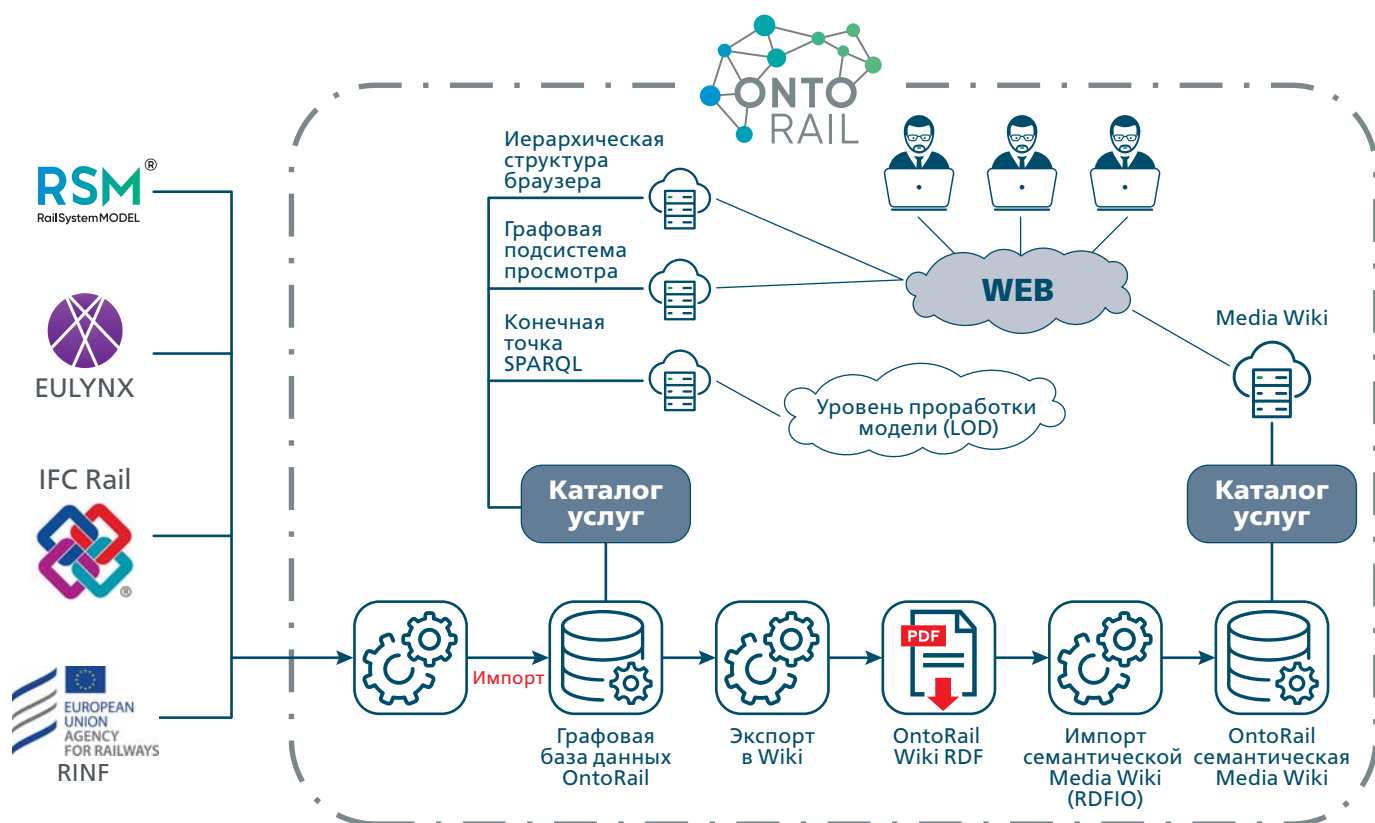 ONTO
RAIL
RSM®
RailSystemMODEL
EULYNX
IFC Rail
®
EUROPEAN
UNION
AGENCY
FOR RAILWAYS
RINF
Иерархическая
структура
браузера
Графовая
подсистема
просмотра
Конечная
точка
SPARQL
WEB
Уровень проработки
модели (LOD)
Media Wiki
Каталог
услуг
Каталог
услуг
Импорт
PDF
Графовая
база данных
OntoRail
Экспорт
в Wiki
OntoRail
Wiki RDF
Импорт
семантической
Media Wiki
(RDFIO)
OntoRail
семантическая
Media Wiki